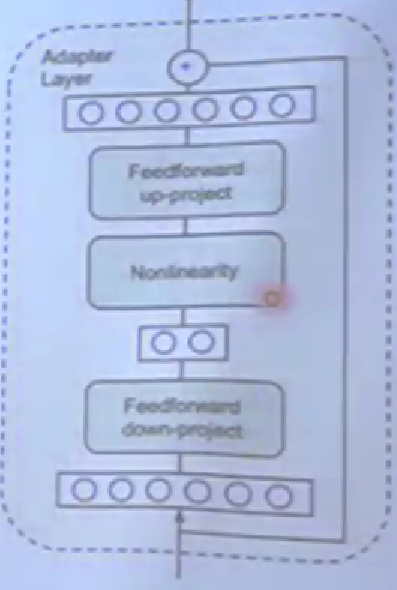 Adapter
Layer
+
Feedforward
up-project
Nonlinearity
Feedforward
down-project